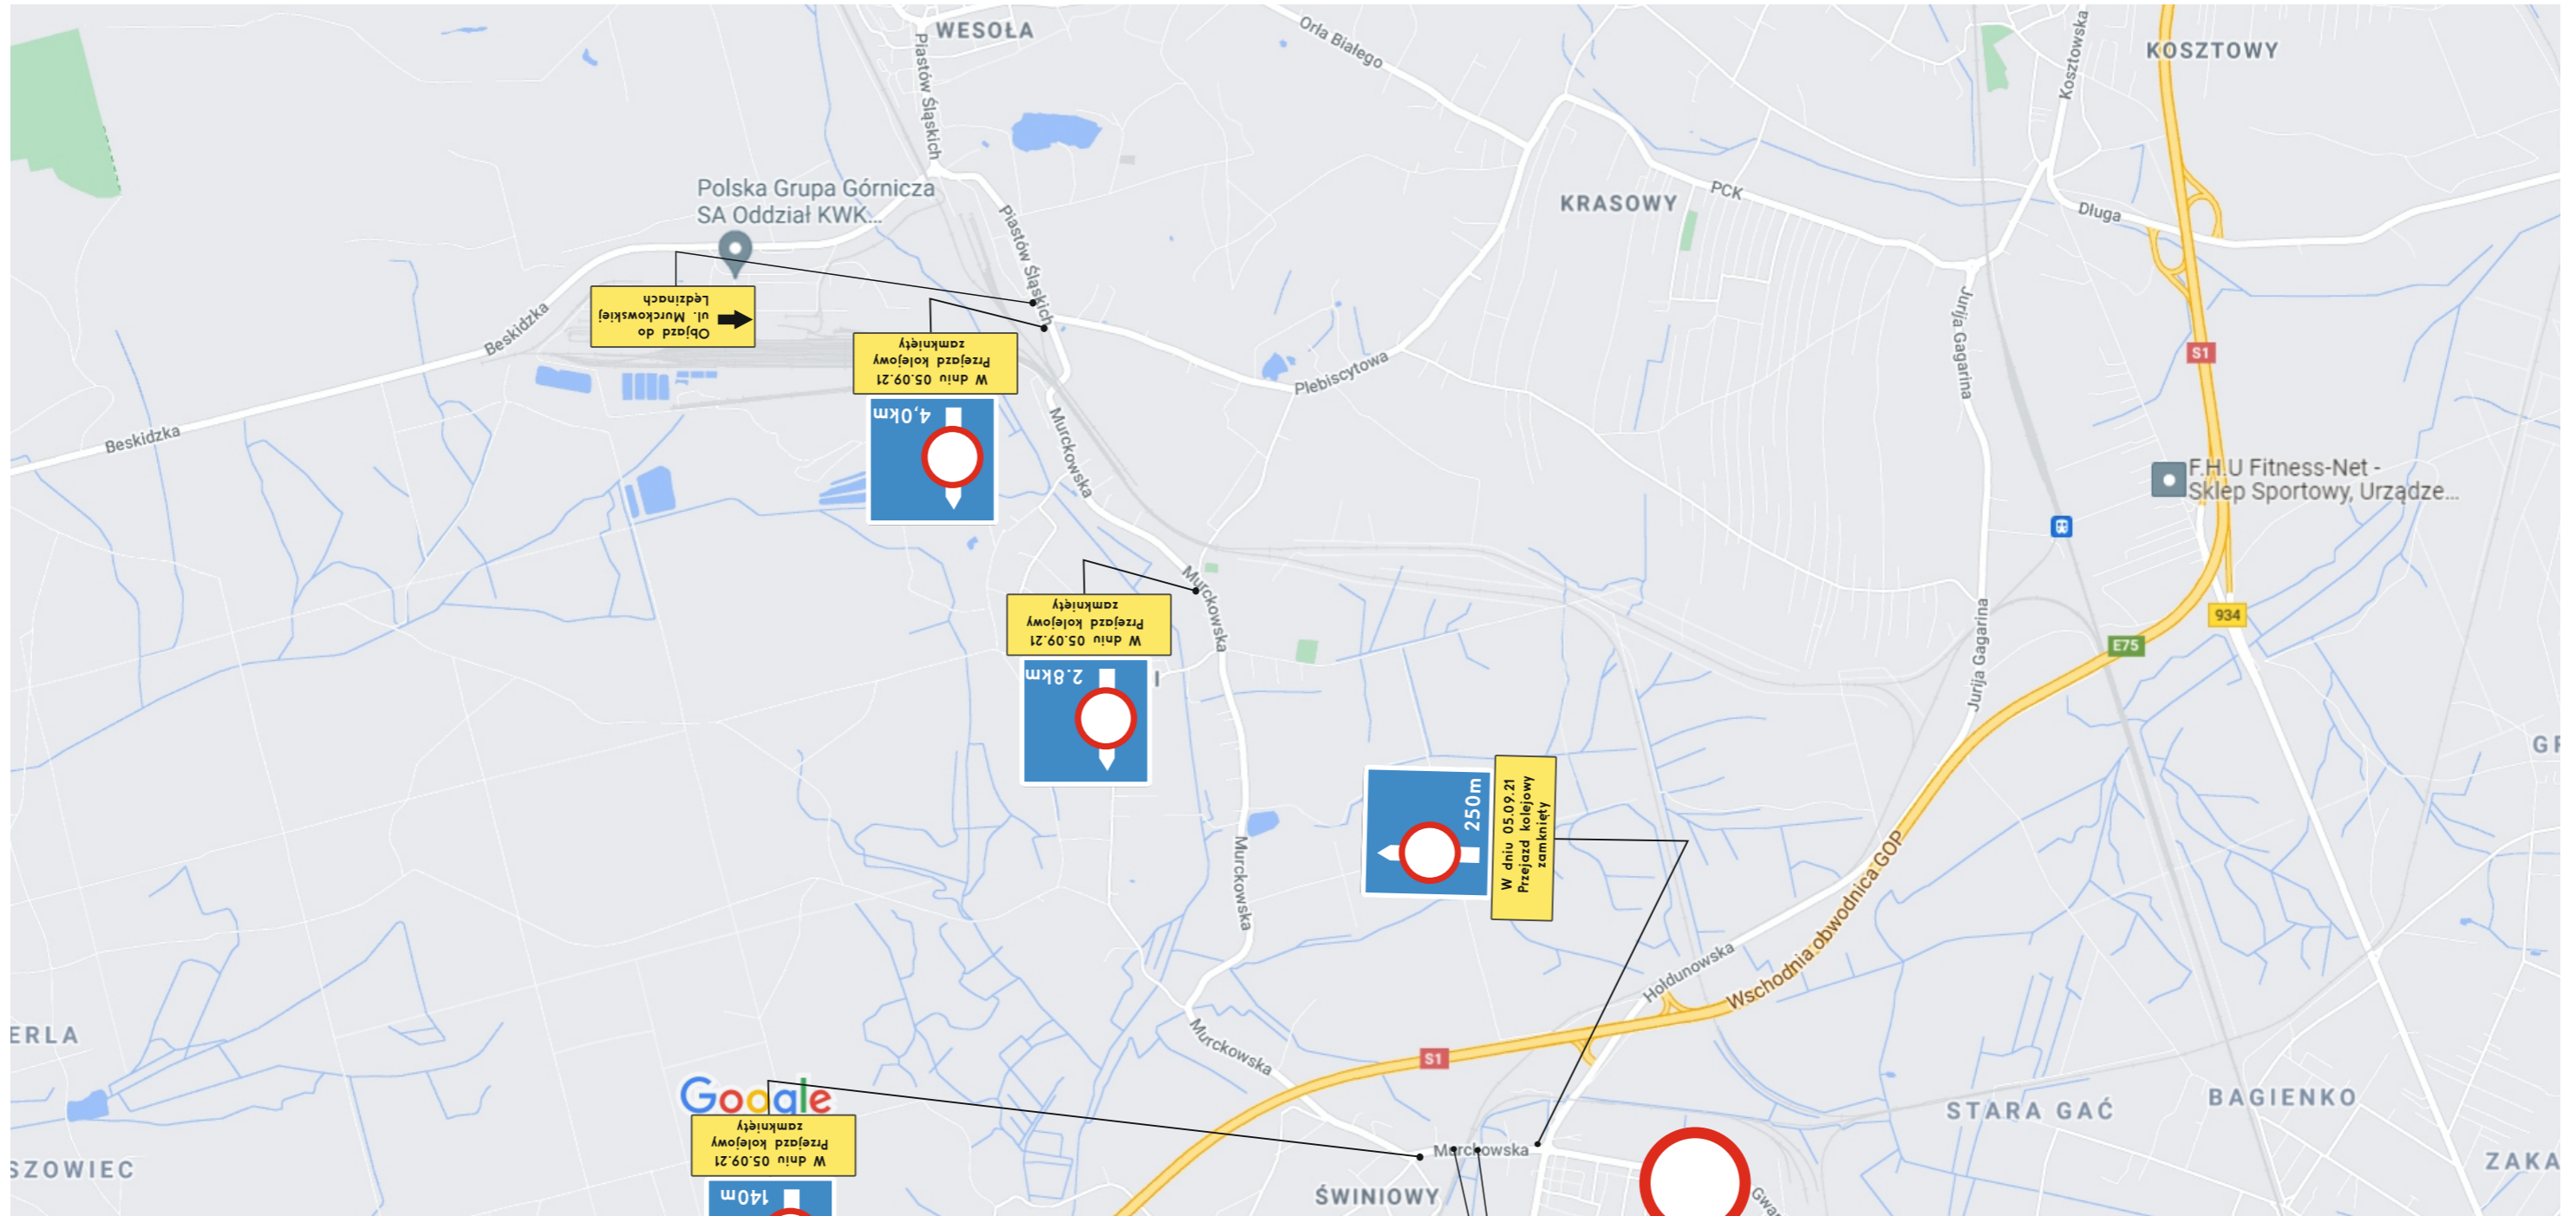 WESOŁA
Orła Białego
Kosztowska
KOSZTOWY
Piastów Śląskich
Polska Grupa Górnicza
SA Oddział KWK...
KRASOWY
PCK
Długa
Piastów Śląskich
Objazd do
ul. Murckowskiej
Lędzinach
Beskidzka
Jurija Gagarina
W dniu 05.09.21
Przejazd kolejowy
zamknięty
4,0km
Plebiscytowa
S1
Beskidzka
Murckowska
F.H.U Fitness-Net -
Sklep Sportowy, Urządze...
Murckowska
W dniu 05.09.21
Przejazd kolejowy
zamknięty
2.8km
Jurija Gagarina
934
E75
W dniu 05.09.21
Przejazd kolejowy
zamknięty
250m
Murckowska
Hołdunowska
Wschodnia obwodnica GOP
ERLA
Murckowska
S1
Google
STARA GAĆ
BAGIENKO
W dniu 05.09.21
Przejazd kolejowy
zamknięty
140m
Murckowska
SZOWIEC
ŚWINIOWY
ZAKA